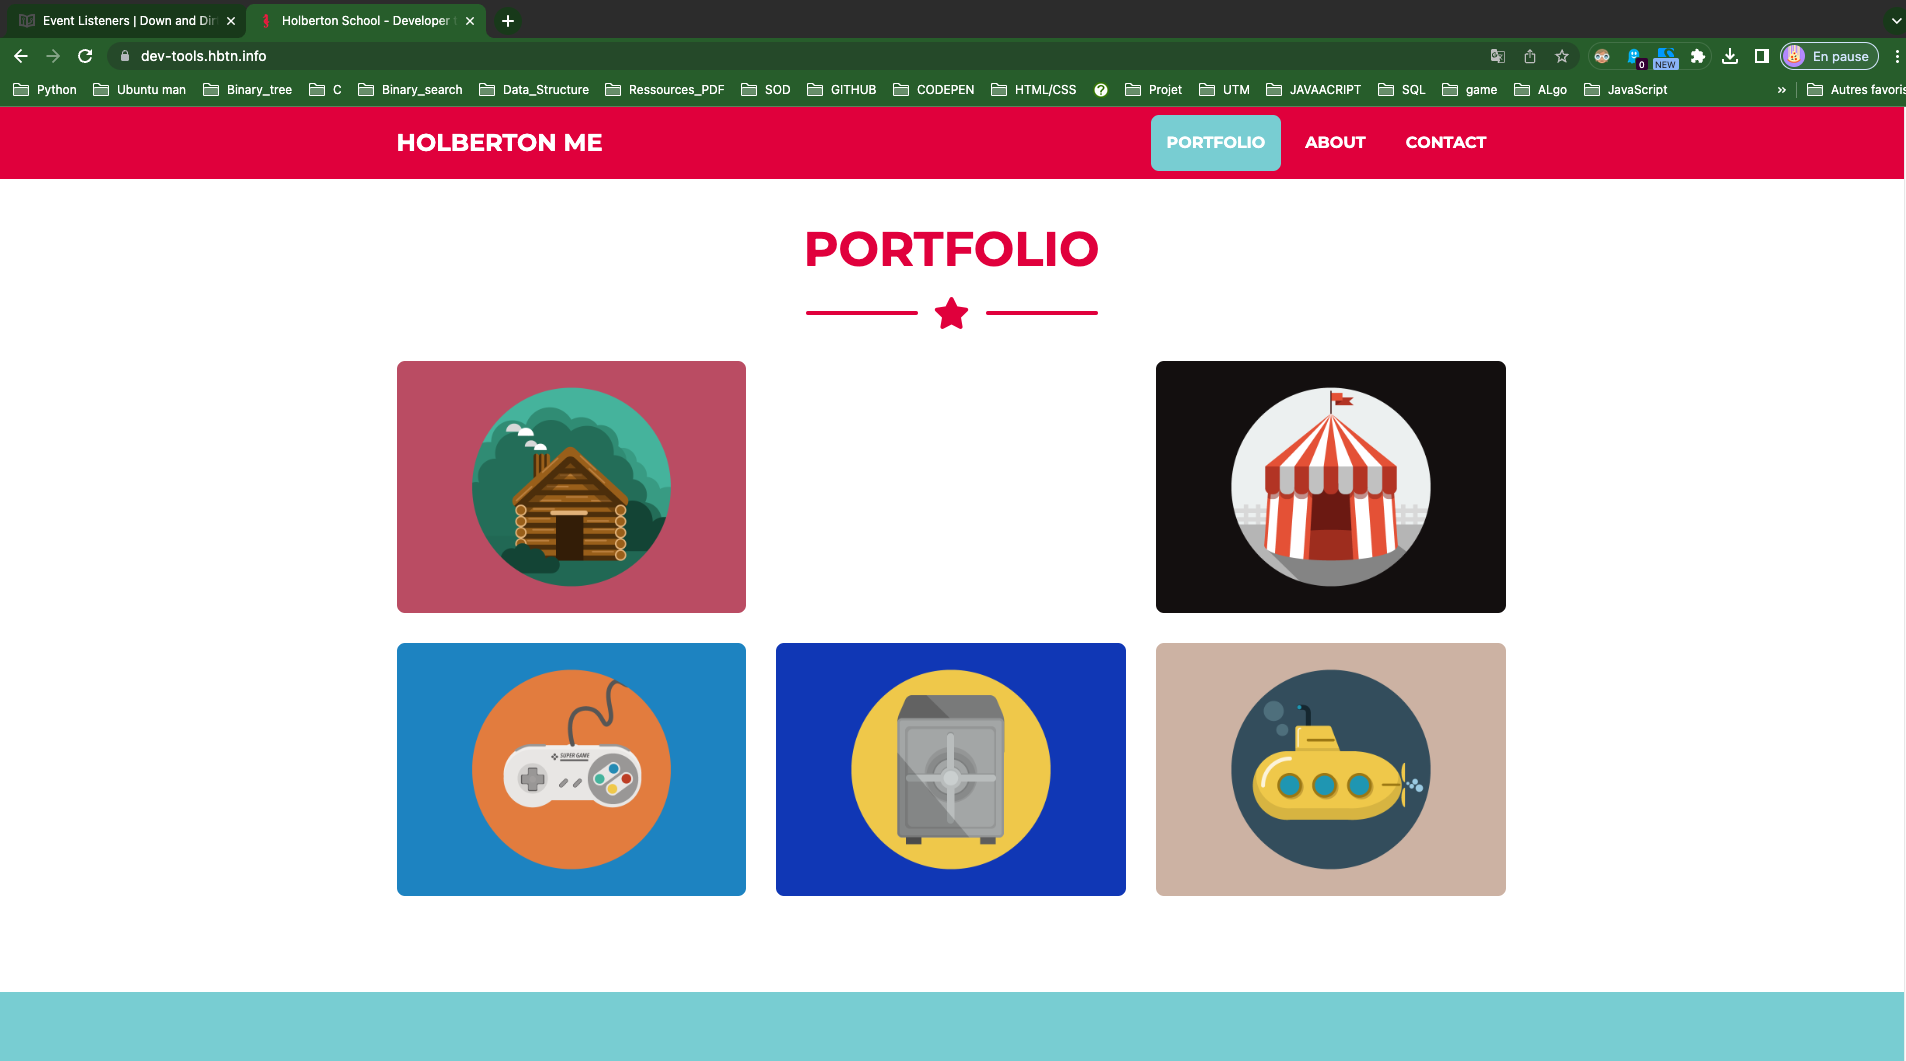 Event Listeners | Down and Dir
Holberton School - Developer t
dev-tools.hbtn.info
0
NEW
En pause
Python
Ubuntu man
Binary_tree
C
Binary_search
Data_Structure
Ressources_PDF
SOD
GITHUB
CODEPEN
HTML/CSS
?
Projet
UTM
JAVAACRIPT
SQL
game
ALgo
JavaScript
»
Autres favoris
HOLBERTON ME
PORTFOLIO
ABOUT
CONTACT
PORTFOLIO
SUPER GAME